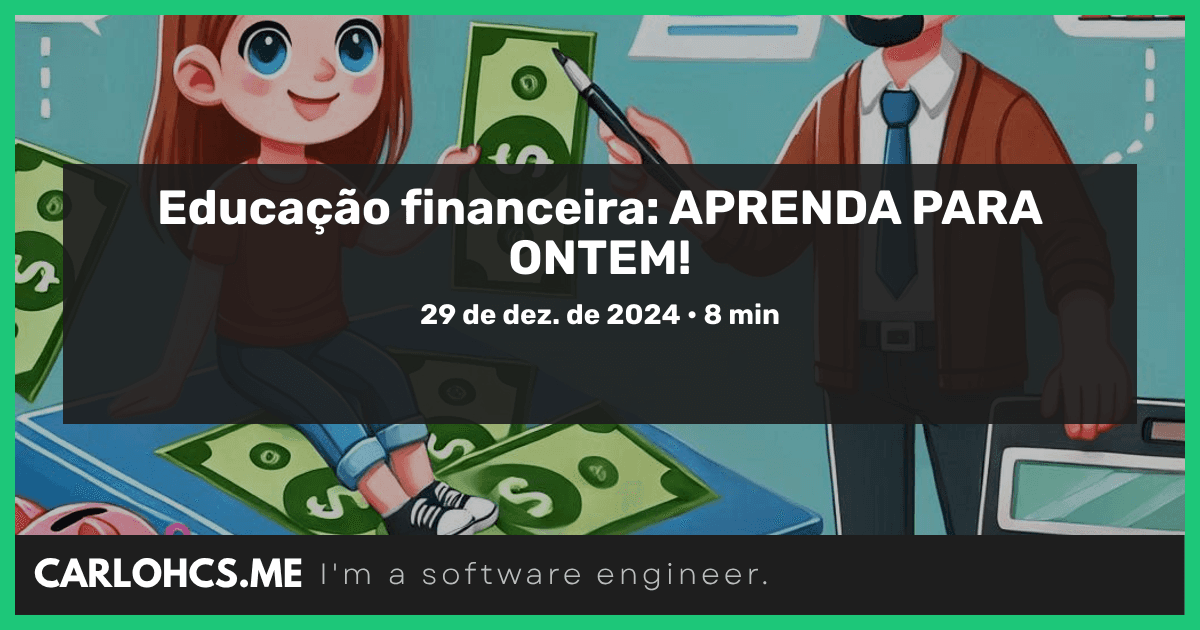 Educação financeira: APRENDA PARA
ONTEM!
29 de dez. de 2024 • 8 min
CARLOHCS.ME I'm a software engineer.